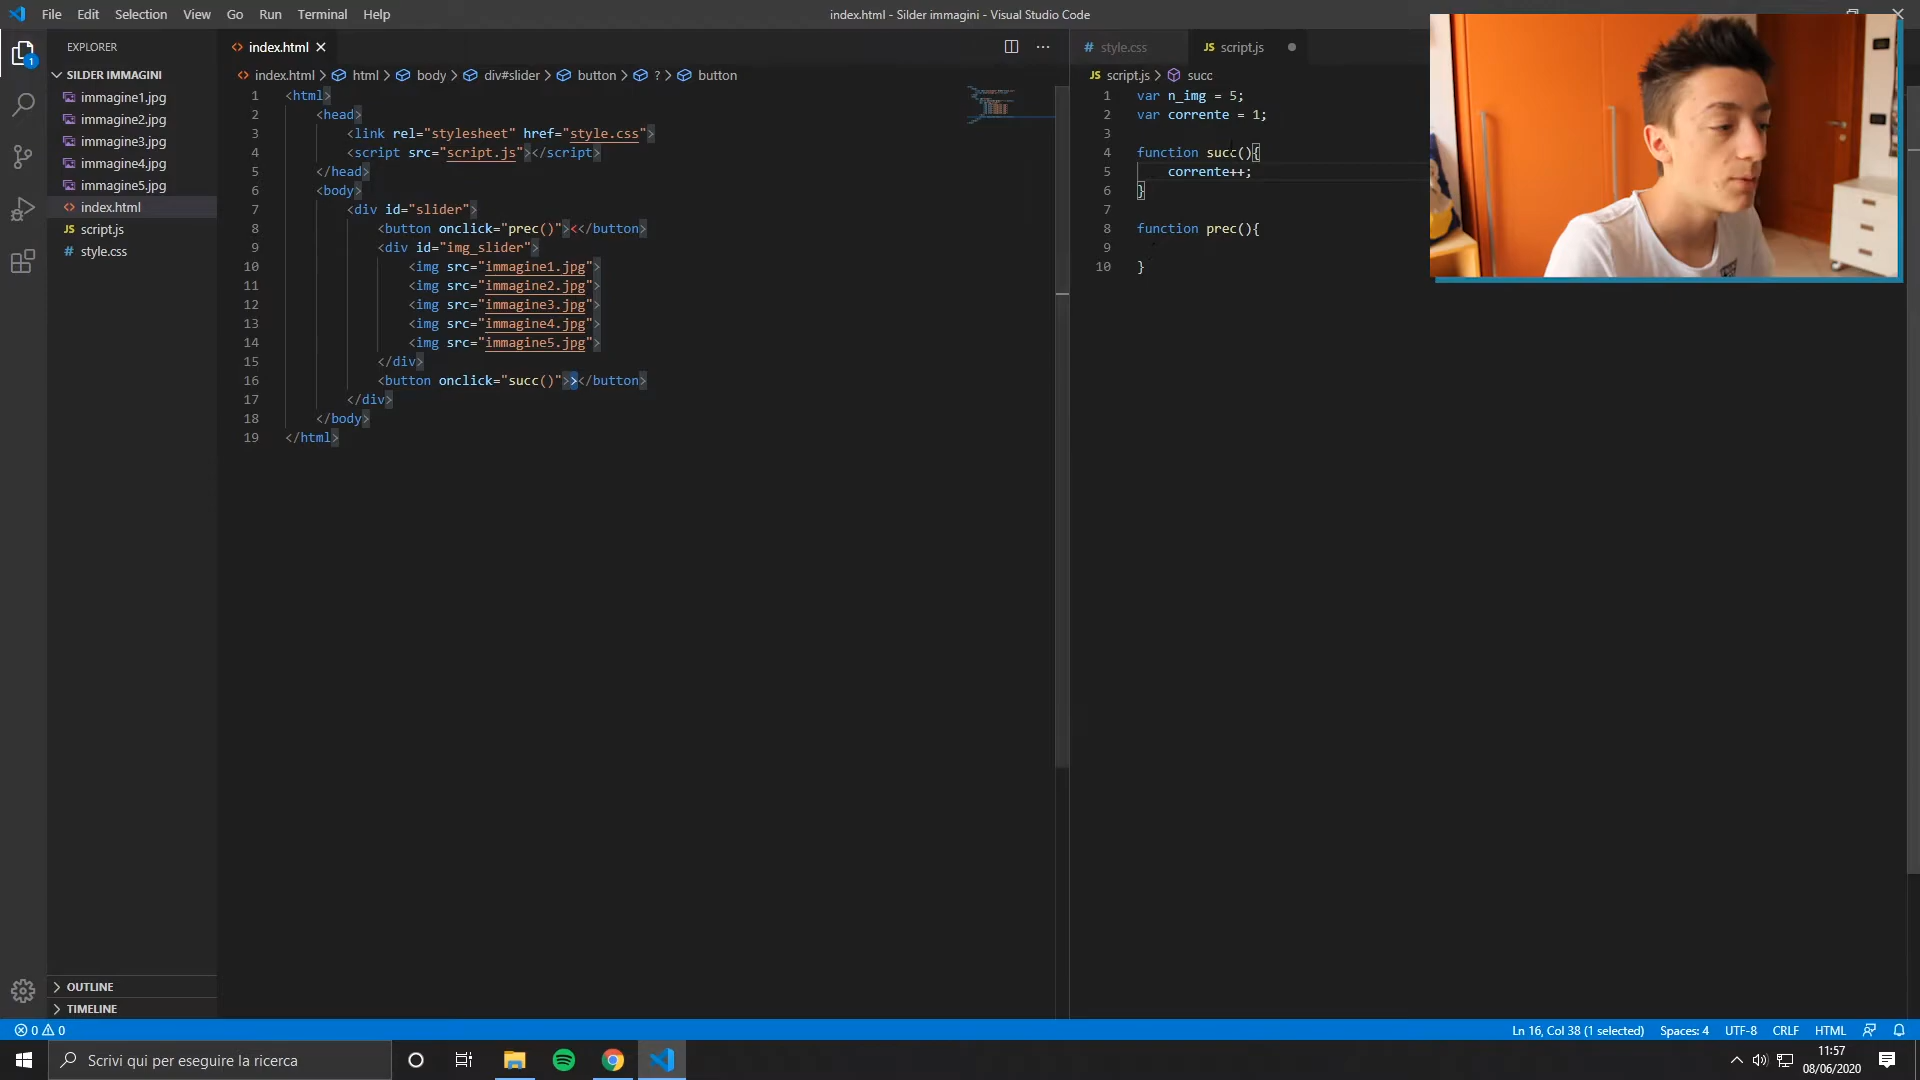 File Edit Selection View Go Run Terminal Help
index.html - Silder immagini - Visual Studio Code
EXPLORER
SILDER IMMAGINI
immagine1.jpg
immagine2.jpg
immagine3.jpg
immagine4.jpg
immagine5.jpg
index.html
JS script.js
# style.css
OUTLINE
TIMELINE
index.html
index.html > html > body > div#slider > button > ? > button
1 <html>
2 <head>
3 <link rel="stylesheet" href="style.css">
4 <script src="script.js"></script>
5 </head>
6 <body>
7 <div id="slider">
8 <button onclick="prec()"><</button>
9 <div id="img_slider">
10 <img src="immagine1.jpg">
11 <img src="immagine2.jpg">
12 <img src="immagine3.jpg">
13 <img src="immagine4.jpg">
14 <img src="immagine5.jpg">
15 </div>
16 <button onclick="succ()">></button>
17 </div>
18 </body>
19 </html>
# style.css
JS script.js
JS script.js > succ
1 var n_img = 5;
2 var corrente = 1;
3
4 function succ(){
5 corrente++;
6 }
7
8 function prec(){
9
10 }
0 0
Ln 16, Col 38 (1 selected) Spaces: 4 UTF-8 CRLF HTML
1
Scrivi qui per eseguire la ricerca
11:57
08/06/2020